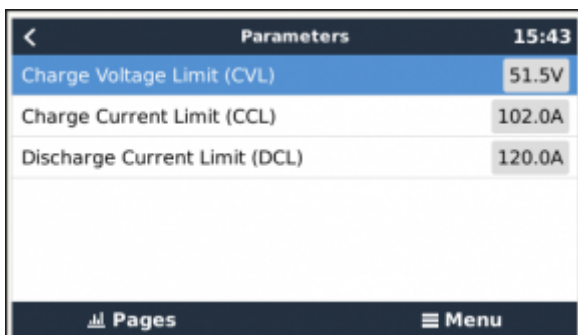 Parameters 15:43
Charge Voltage Limit (CVL) 51.5V
Charge Current Limit (CCL) 102.0A
Discharge Current Limit (DCL) 120.0A
Pages Menu